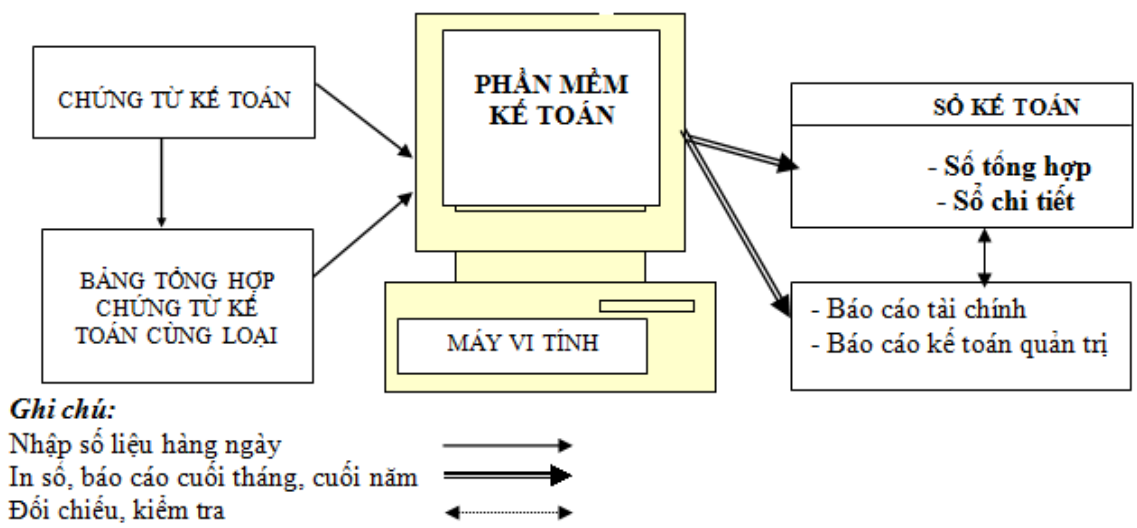 CHỨNG TỪ KẾ TOÁN
BẢNG TỔNG HỢP
CHỨNG TỪ KẾ
TOÁN CÙNG LOẠI
PHẦN MỀM
KẾ TOÁN
MÁY VI TÍNH
SỔ KẾ TOÁN
- Sổ tổng hợp
- Sổ chi tiết
- Báo cáo tài chính
- Báo cáo kế toán quản trị
Ghi chú:
Nhập số liệu hàng ngày
In sổ, báo cáo cuối tháng, cuối năm
Đối chiếu, kiểm tra